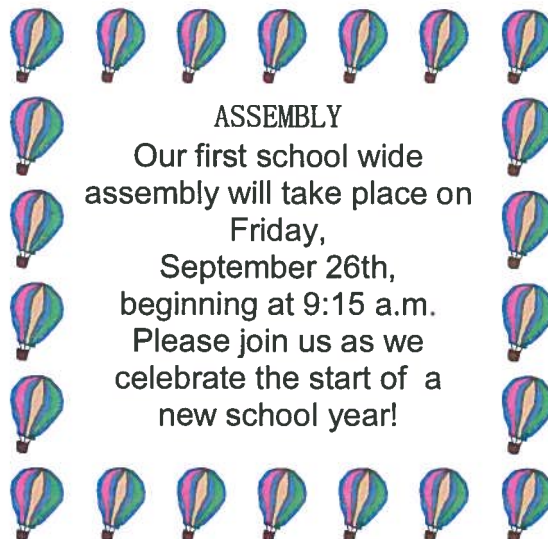 ASSEMBLY
Our first school wide
assembly will take place on
Friday,
September 26th,
beginning at 9:15 a.m.
Please join us as we
celebrate the start of a
new school year!